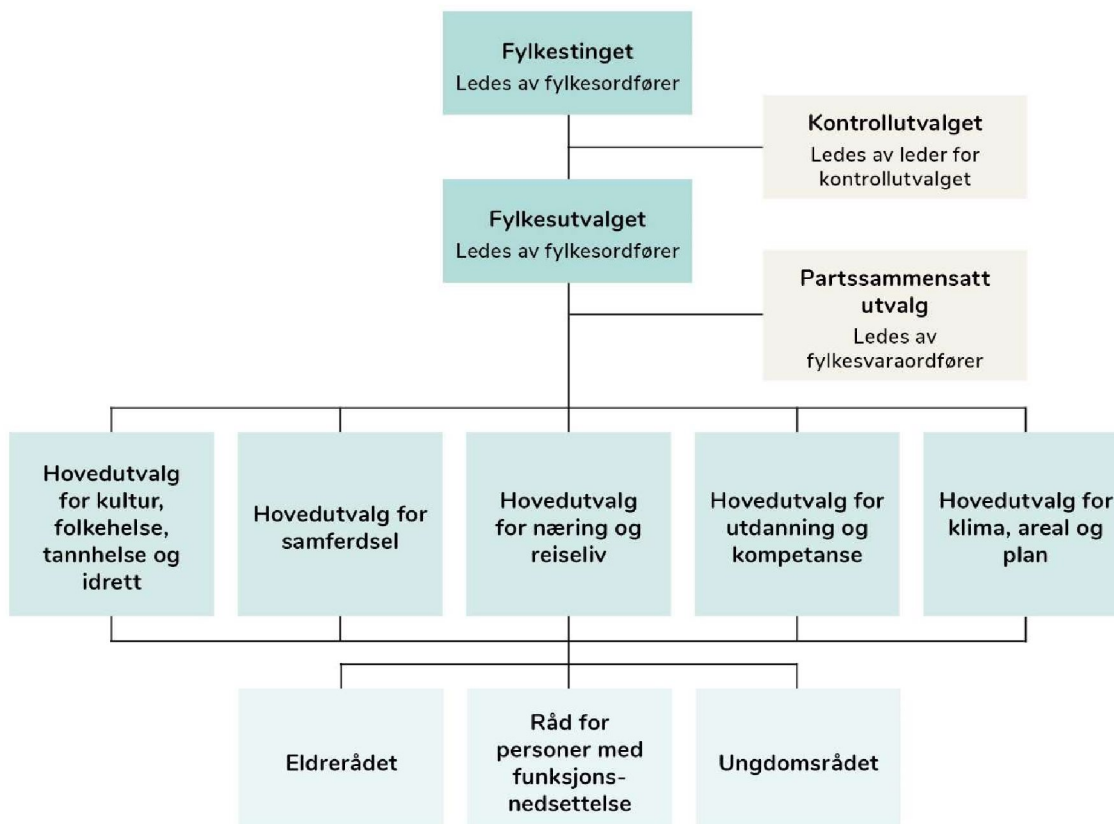 Fylkestinget
Ledes av fylkesordfører
Kontrollutvalget
Ledes av leder for
kontrollutvalget
Fylkesutvalget
Ledes av fylkesordfører
Partssammensatt
utvalg
Ledes av
fylkesvaraordfører
Hovedutvalg
for kultur,
folkehelse,
tannhelse og
idrett
Hovedutvalg for
samferdsel
Hovedutvalg
for næring og
reiseliv
Hovedutvalg for
utdanning og
kompetanse
Hovedutvalg for
klima, areal og
plan
Eldrerådet
Råd for
personer med
funksjons-
nedsettelse
Ungdomsrådet